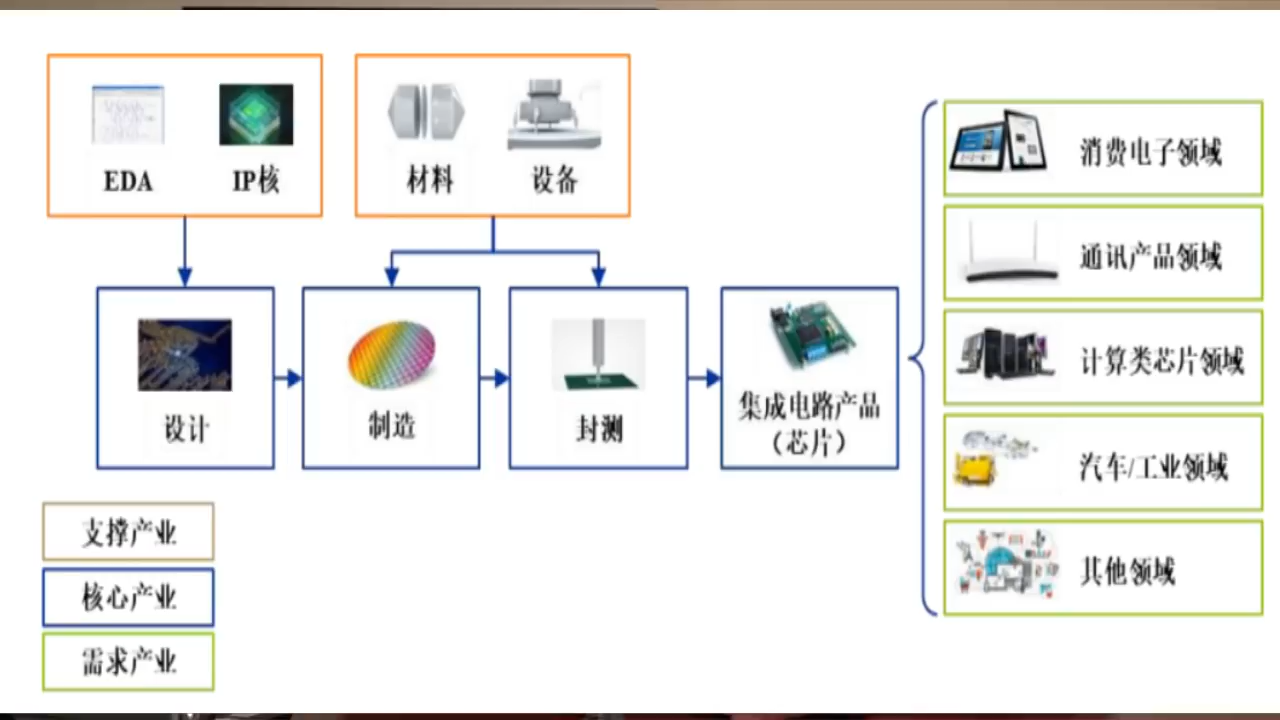 EDA
IP核
材料
设备
设计
制造
封测
集成电路产品
（芯片）
消费电子领域
通讯产品领域
计算类芯片领域
汽车/工业领域
其他领域
支撑产业
核心产业
需求产业